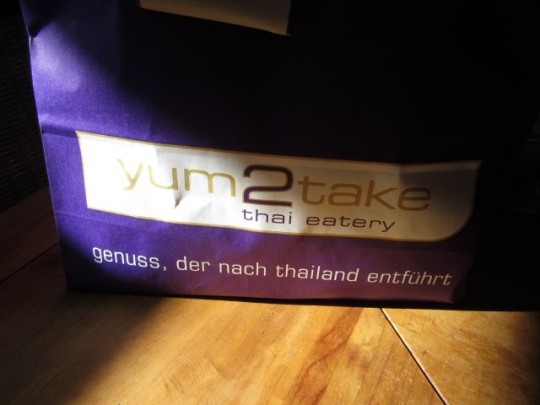 yum2take
thai eatery
genuss, der nach thailand entführt